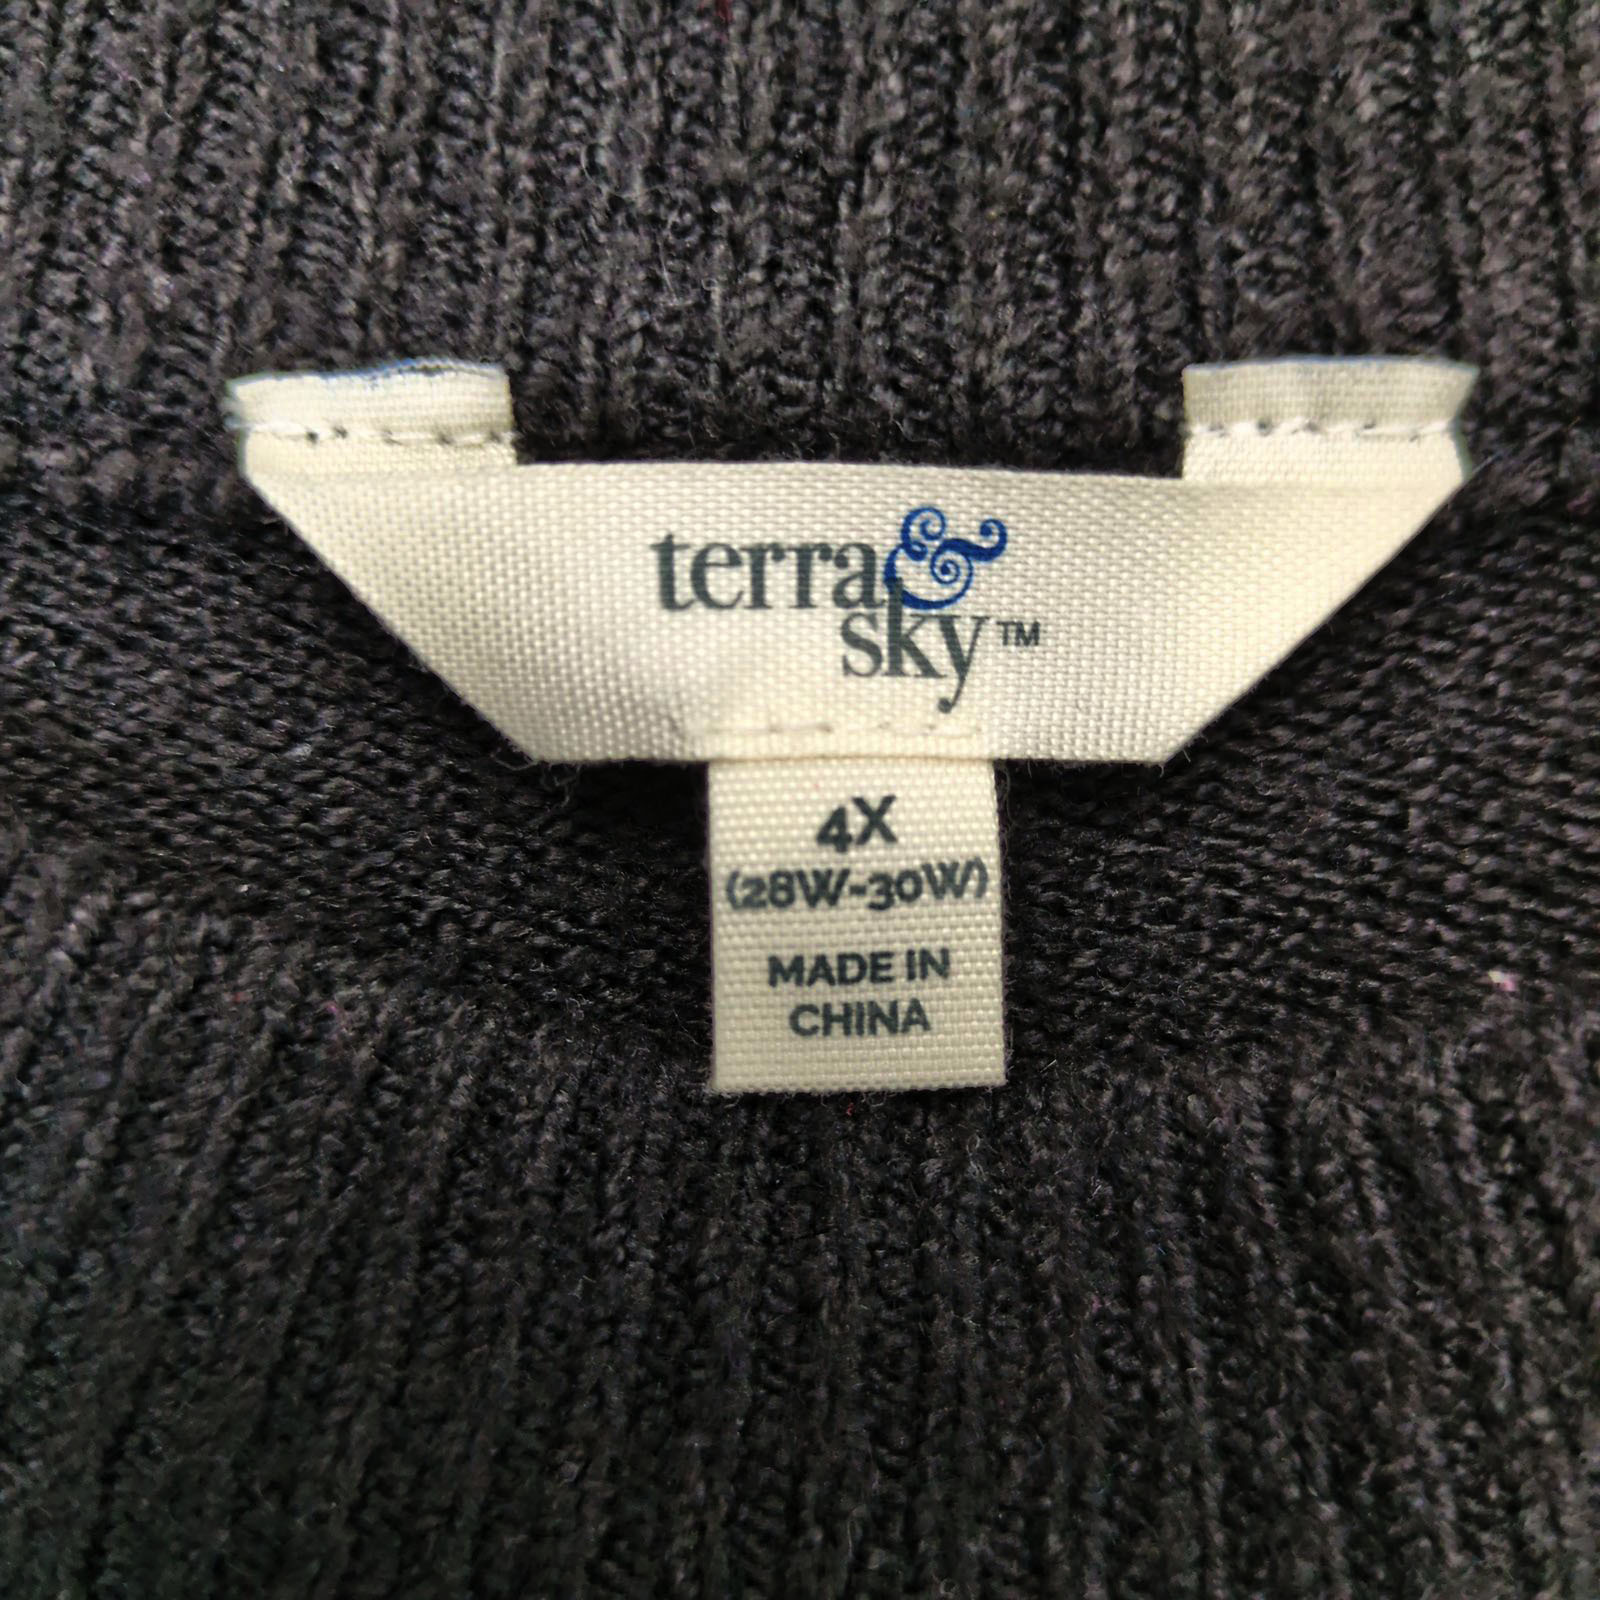 terra &
sky™
4X
(28W-30W)
MADE IN
CHINA